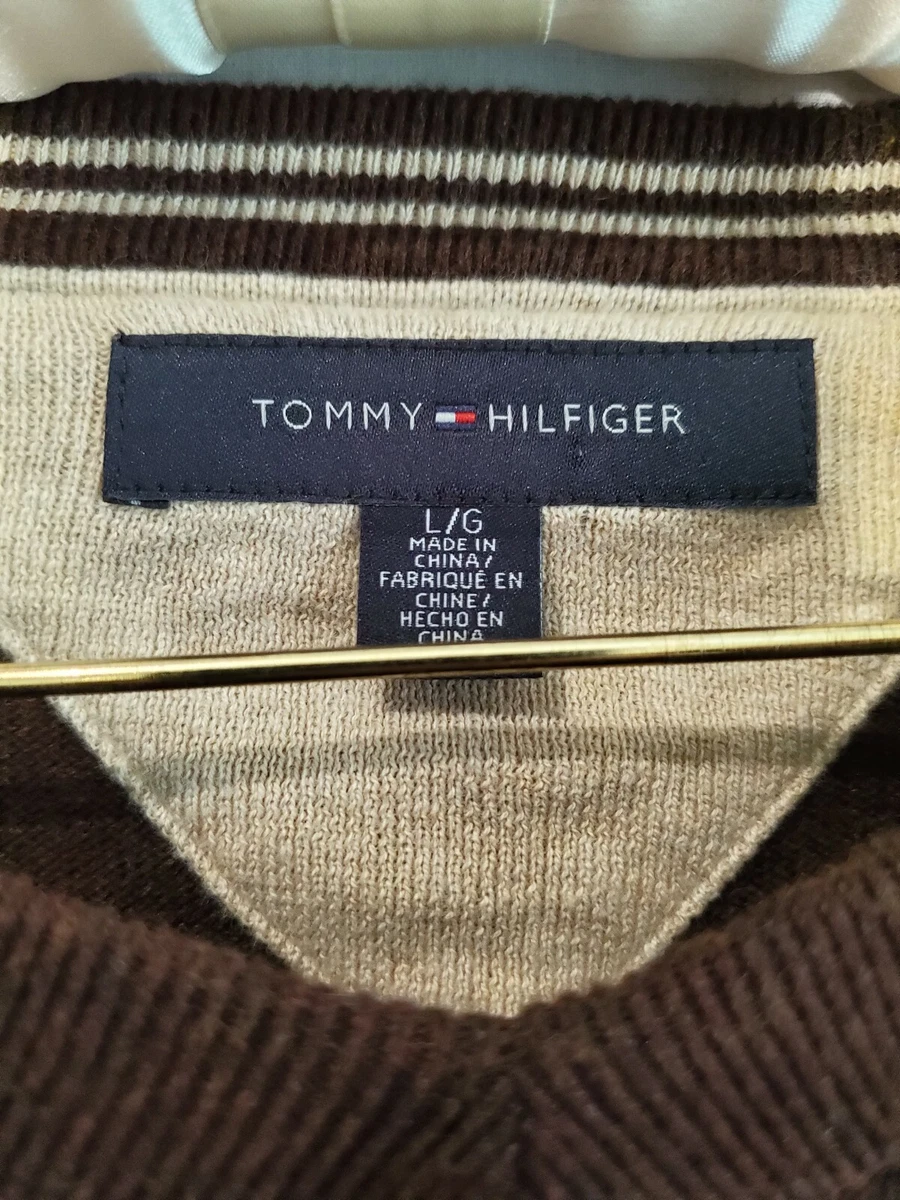 TOMMY HILFIGER
L/G
MADE IN
CHINA/
FABRIQUÉ EN
CHINE/
HECHO EN
CHINA